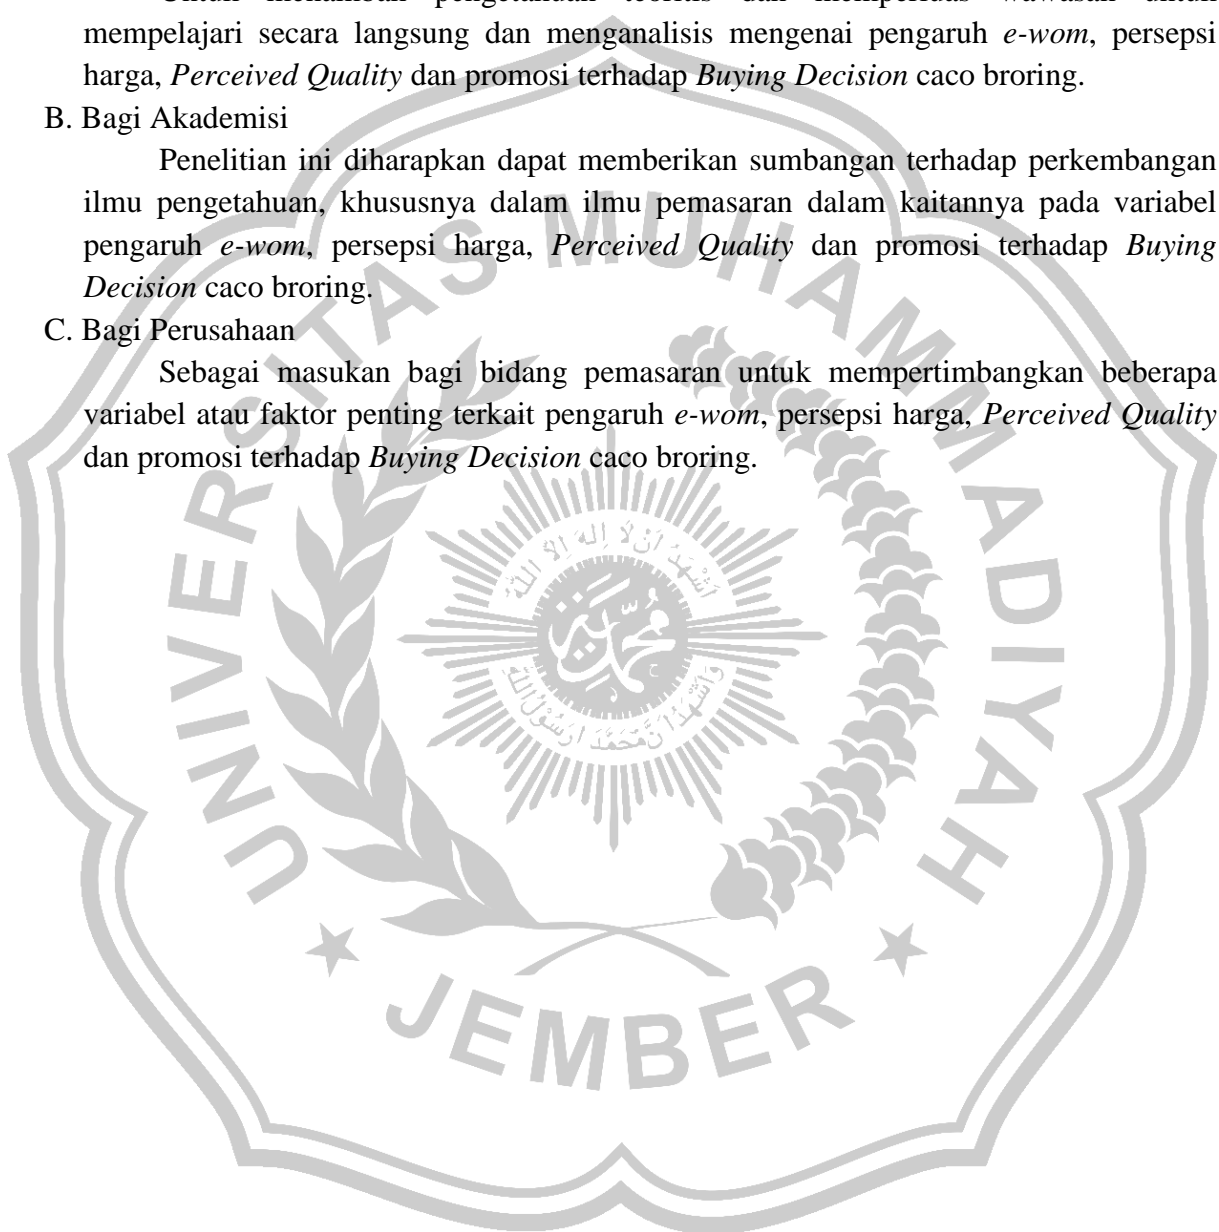 Untuk menambah pengetahuan teoritis dan memperluas wawasan untuk
mempelajari secara langsung dan menganalisis mengenai pengaruh e-wom, persepsi
harga, Perceived Quality dan promosi terhadap Buying Decision caco broring.
B. Bagi Akademisi
Penelitian ini diharapkan dapat memberikan sumbangan terhadap perkembangan
ilmu pengetahuan, khususnya dalam ilmu pemasaran dalam kaitannya pada variabel
pengaruh e-wom, persepsi harga, Perceived Quality dan promosi terhadap Buying
Decision caco broring.
C. Bagi Perusahaan
Sebagai masukan bagi bidang pemasaran untuk mempertimbangkan beberapa
variabel atau faktor penting terkait pengaruh e-wom, persepsi harga, Perceived Quality
dan promosi terhadap Buying Decision caco broring.
UNIVERSITAS MUHAMMADIYAH
JEMBER